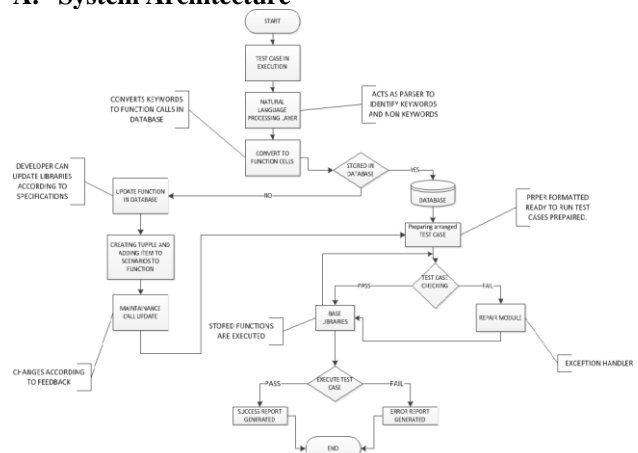 A. System Architecture
START
TEST CASE IN
EXECUTION
CONVERTS KEYWORDS
TO FUNCTION CALLS IN
DATABASE
NATURAL
LANGUAGE
PROCESSING LAYER
ACTS AS PARSER TO
IDENTIFY KEYWORDS
AND NON KEYWORDS
CONVERT TO
FUNCTION CELLS
STORED IN
DATABASE
YES
NO
DEVELOPER CAN
UPDATE LIBRARIES
ACCORDING TO
SPECIFICATIONS
UPDATE FUNCTION
IN DATABASE
DATABASE
PRPER FORMATTED
READY TO RUN TEST
CASES PREPAIRED.
Preparing arranged
TEST CASE
CREATING TUPPLE AND
ADDING ITEM TO
SCENARIOS TO
FUNCTION
TEST CASE
CHECKING
PASS
FAIL
MAINTAINVANCE
CALL UPDATE
STORED FUNCTIONS
ARE EXECUTED
BASE
LIBRARIES
REPAIR MODULE
EXCEPTION HANDLER
CHANGES ACCORDING
TO FEEDBACK
EXECUTE TEST
CASE
PASS
FAIL
SUCCESS REPORT
GENERATED
ERROR REPORT
GENERATED
END